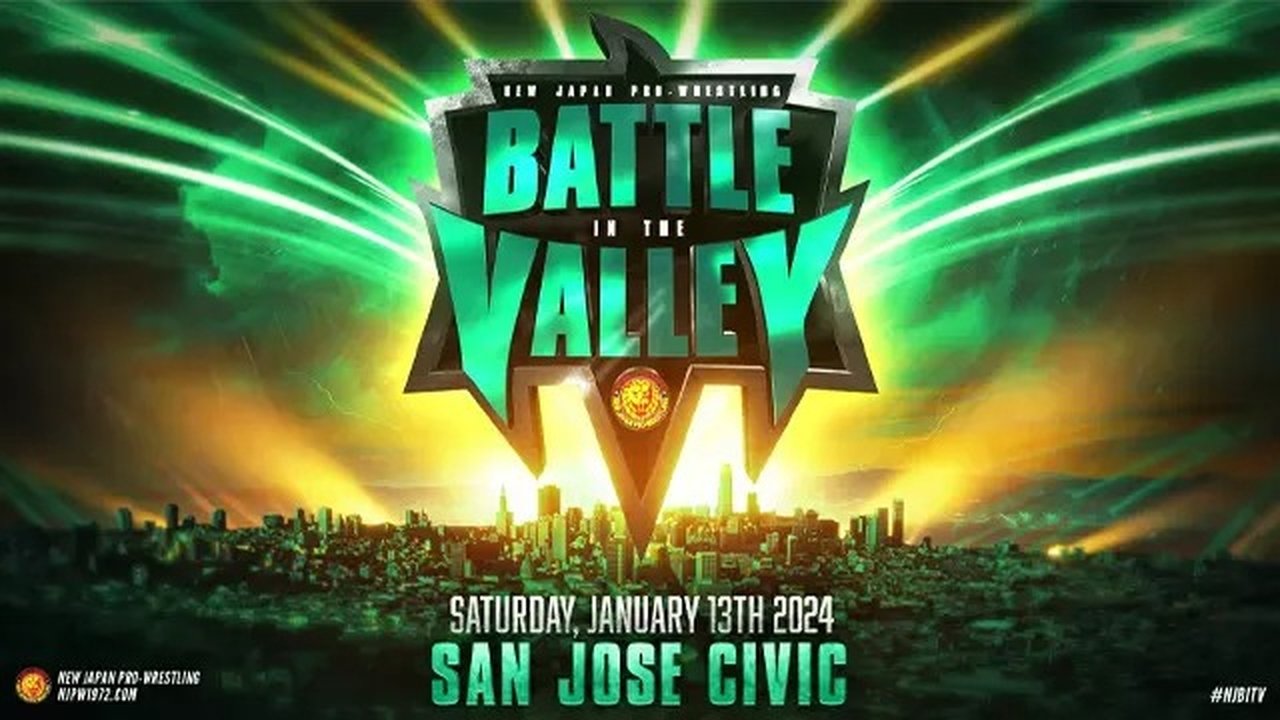 NEW JAPAN PRO-WRESTLING
BATTLE
IN THE
VALLEY
SATURDAY, JANUARY 13TH 2024
SAN JOSE CIVIC
NEW JAPAN PRO-WRESTLING
NJPW1972.COM
#NJBITV